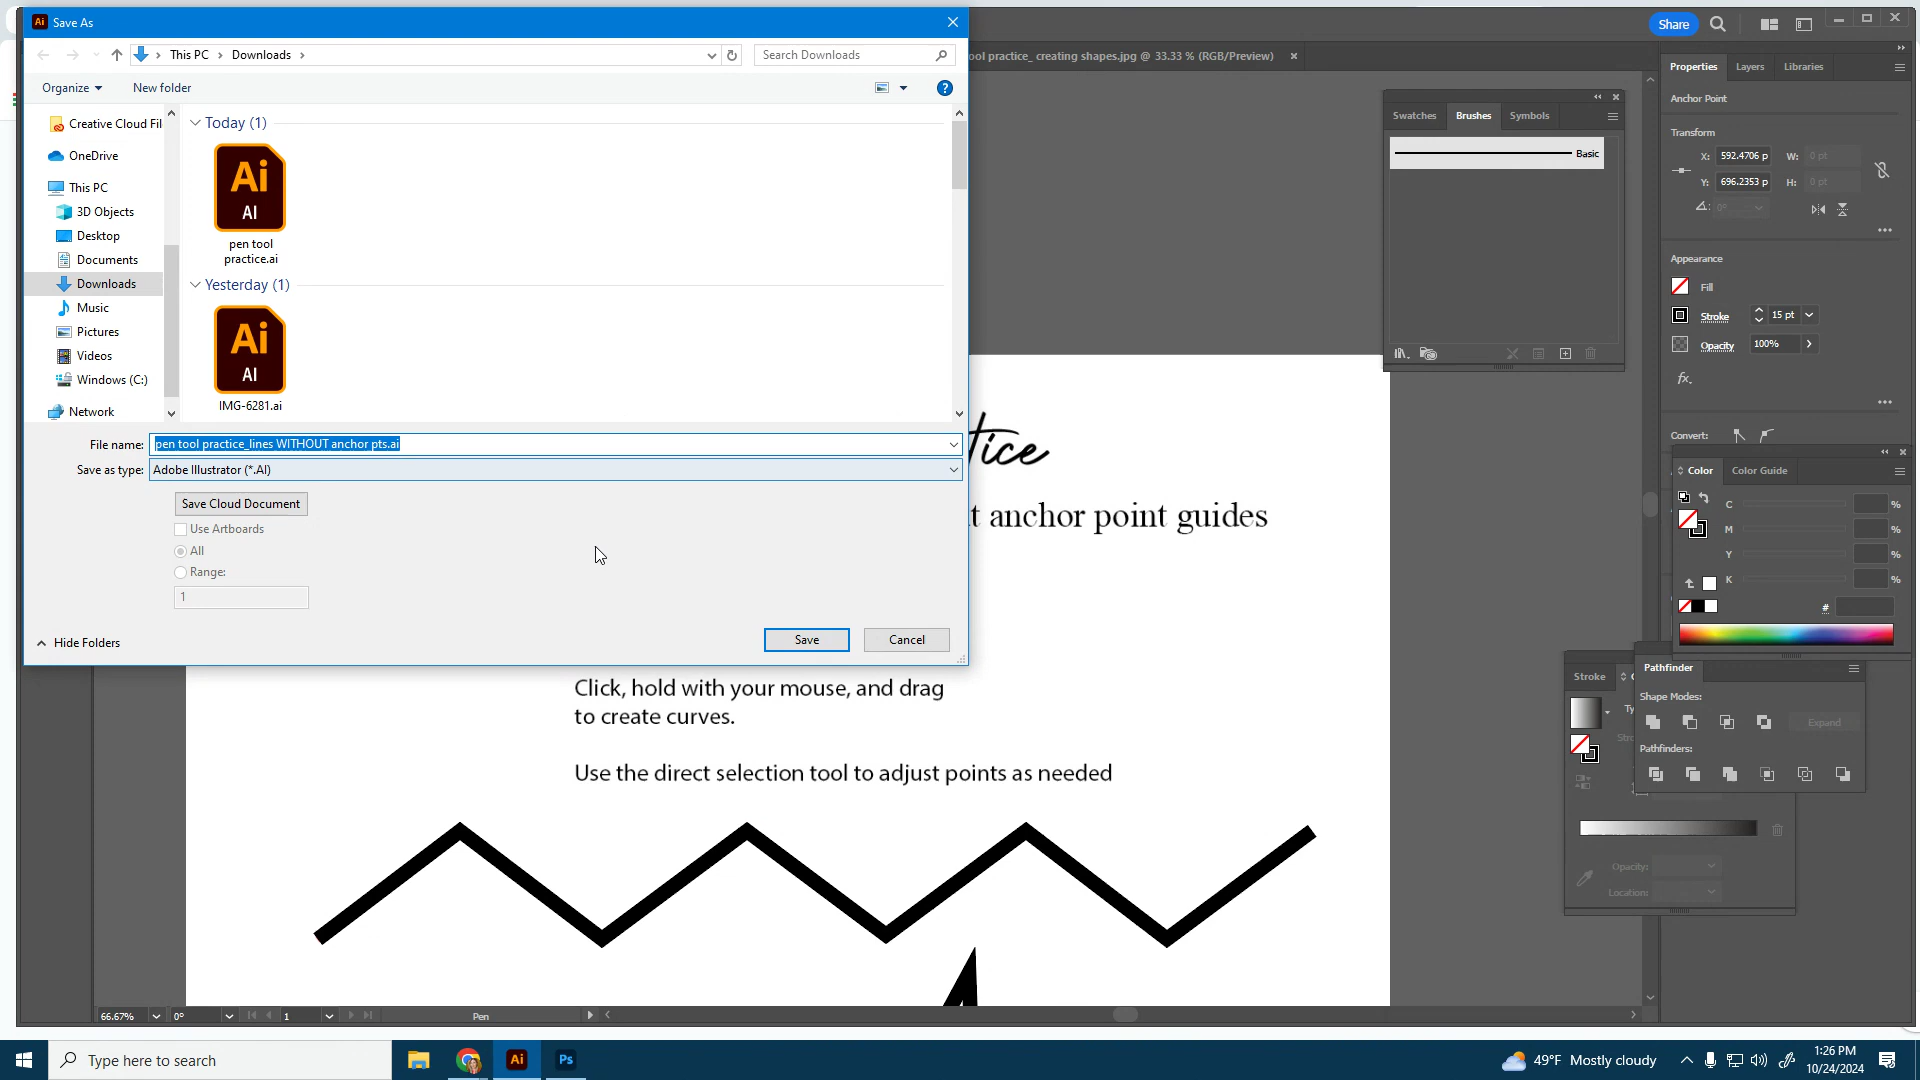 Save As
This PC
Downloads
Search Downloads
Organize
New folder
Creative Cloud Fil
OneDrive
This PC
3D Objects
Desktop
Documents
Downloads
Music
Pictures
Videos
Windows (C:)
Network
Today (1)
Ai
AI
pen tool
practice.ai
Yesterday (1)
Ai
AI
IMG-6281.ai
File name:
pen tool practice_lines WITHOUT anchor pts.ai
Save as type:
Adobe Illustrator (*.AI)
Save Cloud Document
Use Artboards
All
Range:
1
Hide Folders
Save
Cancel
ool practice_ creating shapes.jpg @ 33.33 % (RGB/Preview)
Share
Swatches
Brushes
Symbols
Basic
Properties
Layers
Libraries
Anchor Point
Transform
X: 592.4706 p
W: 0 pt
Y: 696.2353 p
H: 0 pt
0°
Appearance
Fill
Stroke
15 pt
Opacity
100%
fx.
Convert:
Color
Color Guide
C %
M %
Y %
K %
#
Stroke
Pathfinder
Shape Modes:
Expand
Pathfinders:
Opacity:
Location:
tice
t anchor point guides
Click, hold with your mouse, and drag
to create curves.
Use the direct selection tool to adjust points as needed
66.67%
0°
1
Pen
Type here to search
Ai
Ps
49°F Mostly cloudy
1:26 PM
10/24/2024